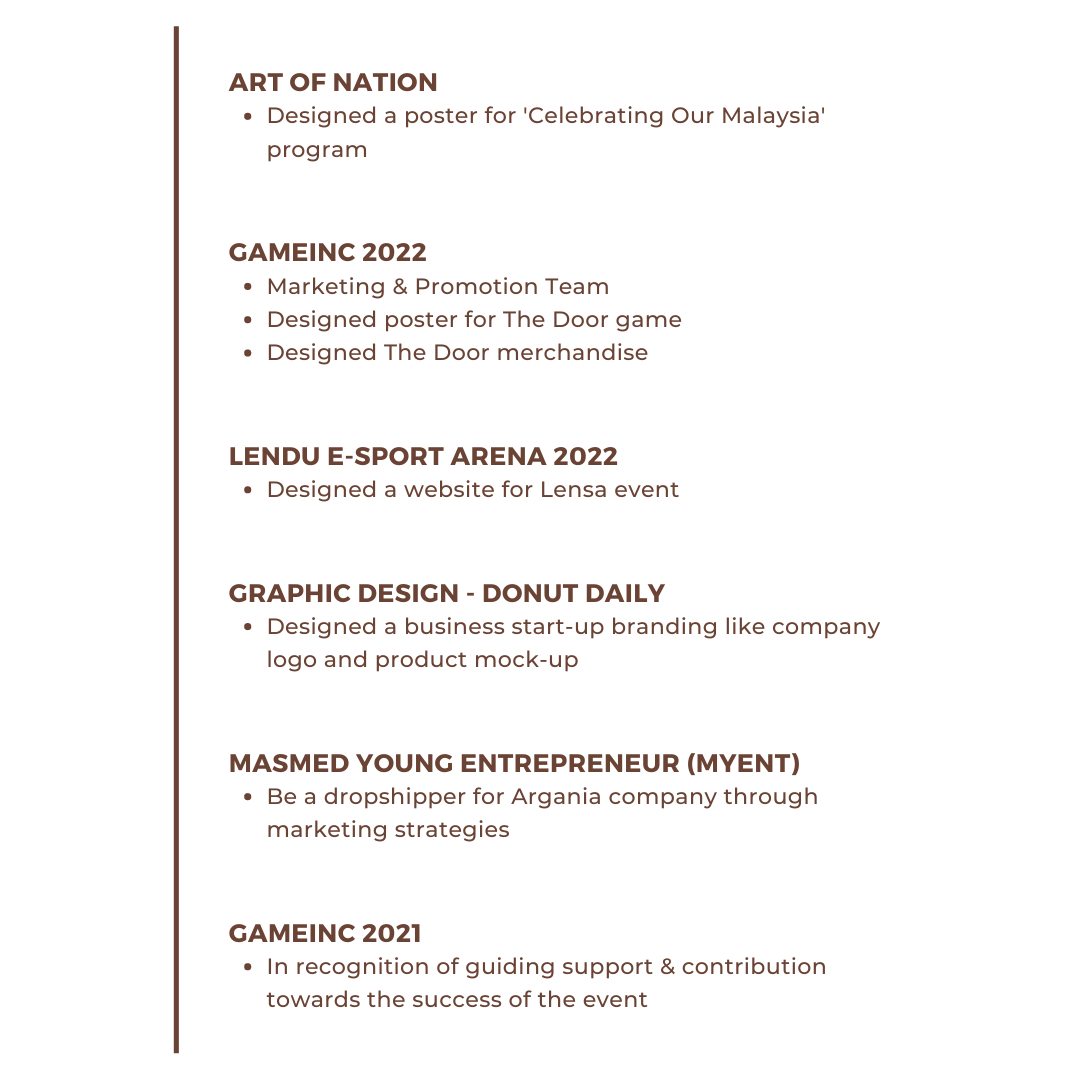 ART OF NATION
• Designed a poster for 'Celebrating Our Malaysia'
program
GAMEINC 2022
• Marketing & Promotion Team
• Designed poster for The Door game
• Designed The Door merchandise
LENDU E-SPORT ARENA 2022
• Designed a website for Lensa event
GRAPHIC DESIGN - DONUT DAILY
• Designed a business start-up branding like company
logo and product mock-up
MASMED YOUNG ENTREPRENEUR (MYENT)
• Be a dropshipper for Argania company through
marketing strategies
GAMEINC 2021
• In recognition of guiding support & contribution
towards the success of the event